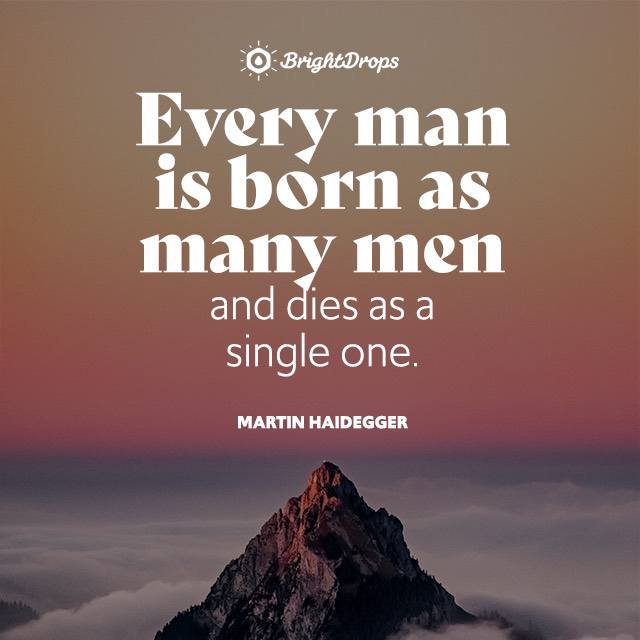 BrightDrops
Every man
is born as
many men
and dies as a
single one.
MARTIN HAIDEGGER